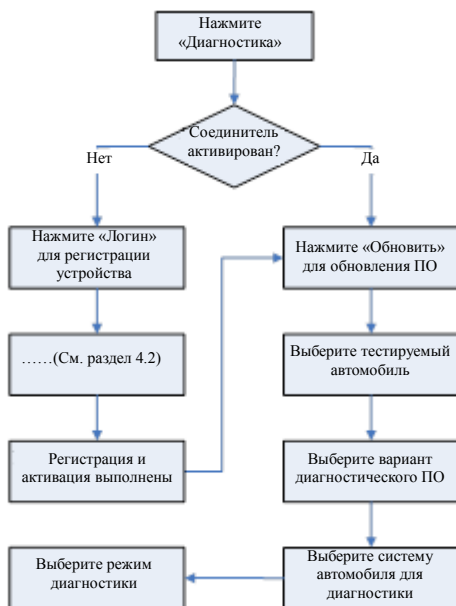 Нажмите
«Диагностика»
Соединитель
активирован?
Нет
Да
Нажмите «Логин»
для регистрации
устройства
Нажмите «Обновить»
для обновления ПО
……(См. раздел 4.2)
Выберите тестируемый
автомобиль
Регистрация и
активация выполнены
Выберите вариант
диагностического ПО
Выберите режим
диагностики
Выберите систему
автомобиля для
диагностики